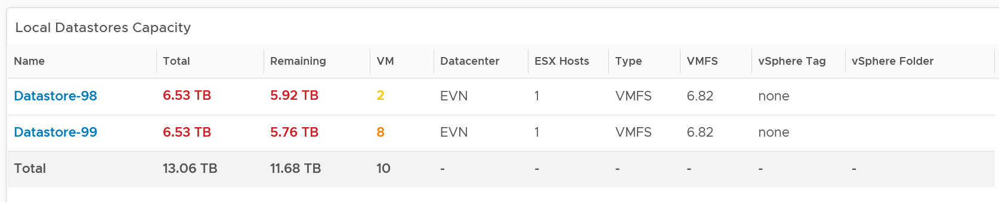 Local Datastores Capacity
Name Total Remaining VM Datacenter ESX Hosts Type VMFS vSphere Tag vSphere Folder
Datastore-98 6.53 TB 5.92 TB 2 EVN 1 VMFS 6.82 none
Datastore-99 6.53 TB 5.76 TB 8 EVN 1 VMFS 6.82 none
Total 13.06 TB 11.68 TB 10 - - - - - -